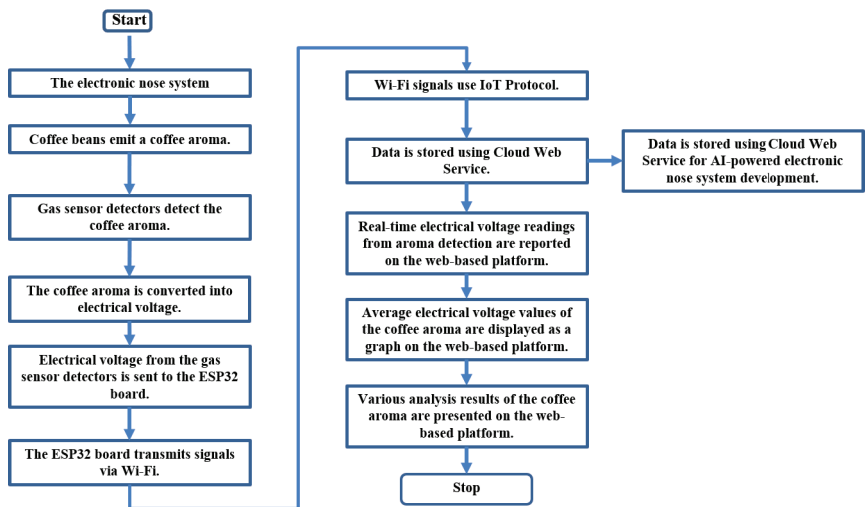 Start
The electronic nose system
Coffee beans emit a coffee aroma.
Gas sensor detectors detect the
coffee aroma.
The coffee aroma is converted into
electrical voltage.
Electrical voltage from the gas
sensor detectors is sent to the ESP32
board.
The ESP32 board transmits signals
via Wi-Fi.
Wi-Fi signals use IoT Protocol.
Data is stored using Cloud Web
Service.
Data is stored using Cloud Web
Service for AI-powered electronic
nose system development.
Real-time electrical voltage readings
from aroma detection are reported
on the web-based platform.
Average electrical voltage values of
the coffee aroma are displayed as a
graph on the web-based platform.
Various analysis results of the coffee
aroma are presented on the web-
based platform.
Stop